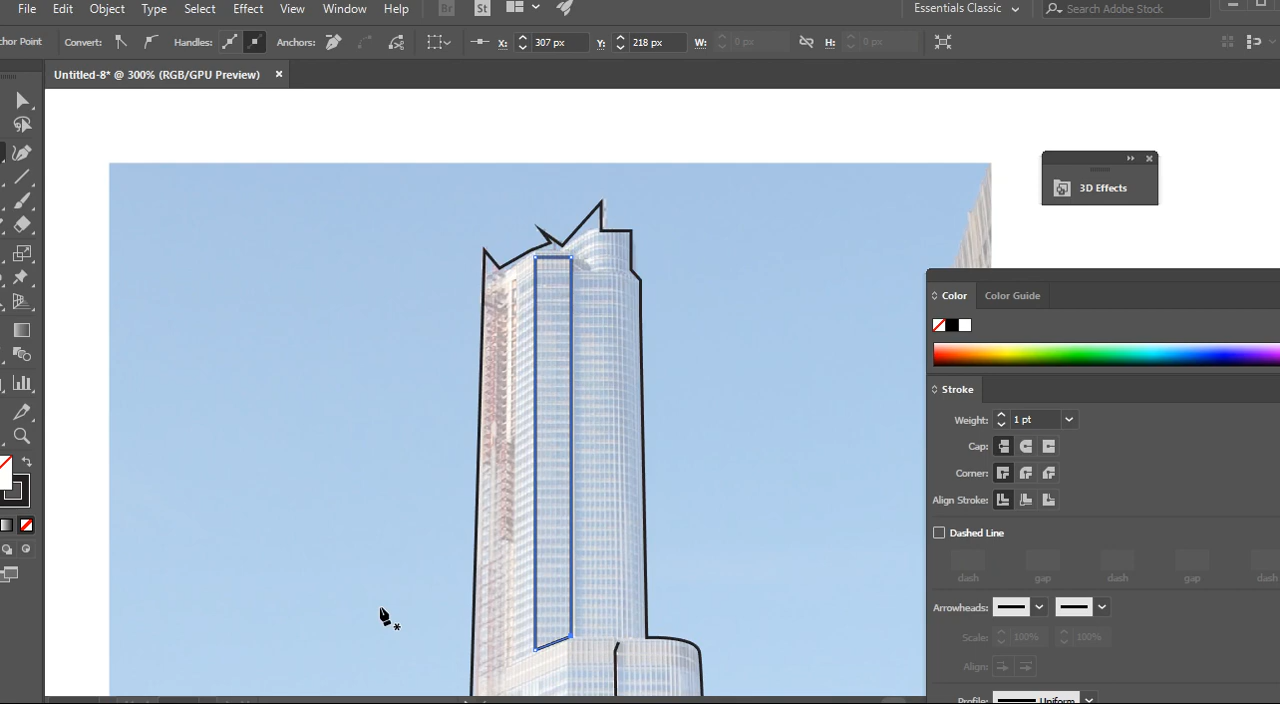 File Edit Object Type Select Effect View Window Help Br St Essentials Classic Search Adobe Stock
chor Point Convert: Handles: Anchors: X: 307 px Y: 218 px W: 0 px H: 0 px
Untitled-8* @ 300% (RGB/GPU Preview) ×
3D Effects
Color Color Guide
Stroke
Weight: 1 pt
Cap:
Corner:
Align Stroke:
Dashed Line
dash gap dash gap dash
Arrowheads:
Scale: 100% 100%
Align:
Profile: Uniform